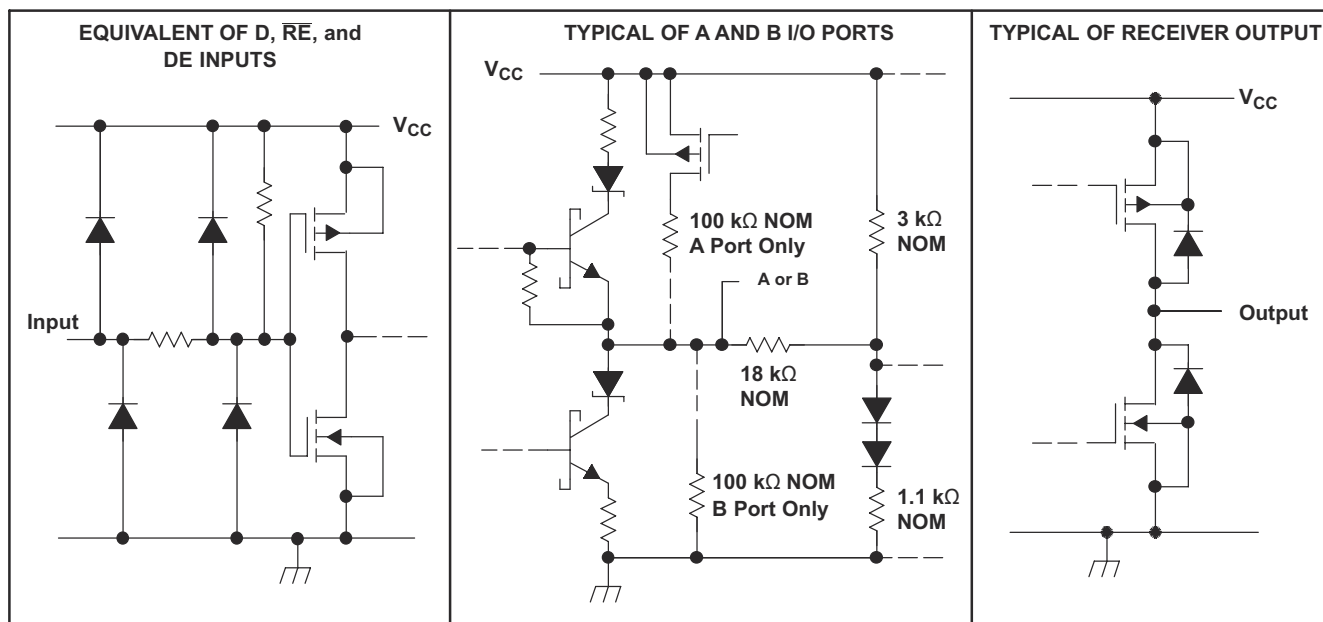 EQUIVALENT OF D, R̅E̅, and
DE INPUTS
VCC
Input
TYPICAL OF A AND B I/O PORTS
VCC
100 kΩ NOM
A Port Only
3 kΩ
NOM
A or B
18 kΩ
NOM
100 kΩ NOM
B Port Only
1.1 kΩ
NOM
TYPICAL OF RECEIVER OUTPUT
VCC
Output